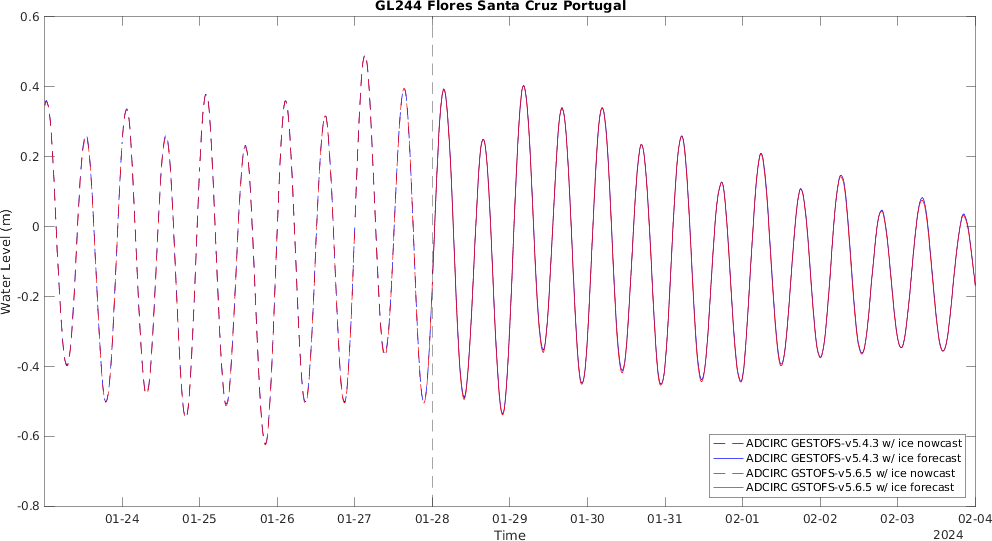 GL244 Flores Santa Cruz Portugal
0.6
0.4
0.2
0
-0.2
-0.4
-0.6
-0.8
Water Level (m)
ADCIRC GESTOFS-v5.4.3 w/ ice nowcast
ADCIRC GESTOFS-v5.4.3 w/ ice forecast
ADCIRC GSTOFS-v5.6.5 w/ ice nowcast
ADCIRC GSTOFS-v5.6.5 w/ ice forecast
01-24 01-25 01-26 01-27 01-28 01-29 01-30 01-31 02-01 02-02 02-03 02-04
Time
2024